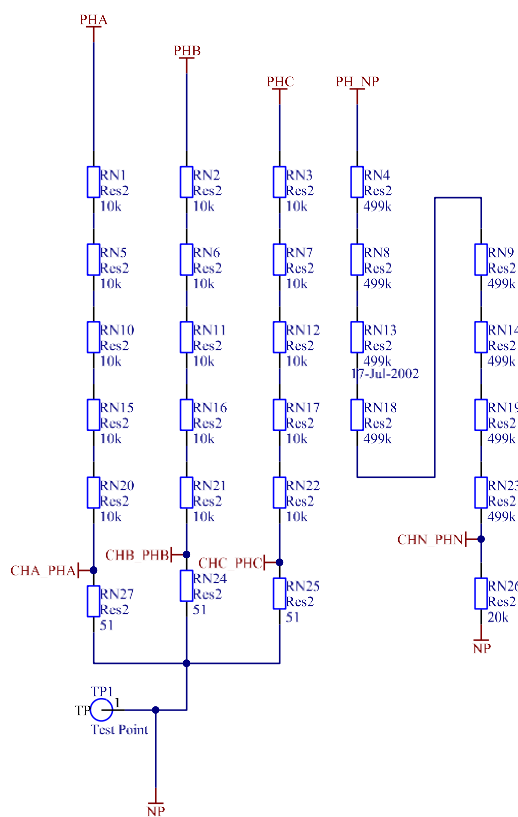 PHA
PHB
PHC
PH_NP
RN1
Res2
10k
RN2
Res2
10k
RN3
Res2
10k
RN4
Res2
499k
RN5
Res2
10k
RN6
Res2
10k
RN7
Res2
10k
RN8
Res2
499k
RN9
Res2
499k
RN10
Res2
10k
RN11
Res2
10k
RN12
Res2
10k
RN13
Res2
499k
17-Jul-2002
RN14
Res2
499k
RN15
Res2
10k
RN16
Res2
10k
RN17
Res2
10k
RN18
Res2
499k
RN19
Res2
499k
RN20
Res2
10k
RN21
Res2
10k
RN22
Res2
10k
RN23
Res2
499k
CHA_PHA
CHB_PHB
CHC_PHC
CHN_PHN
RN27
Res2
51
RN24
Res2
51
RN25
Res2
51
RN26
Res2
20k
NP
TP1
TP
1
Test Point
NP